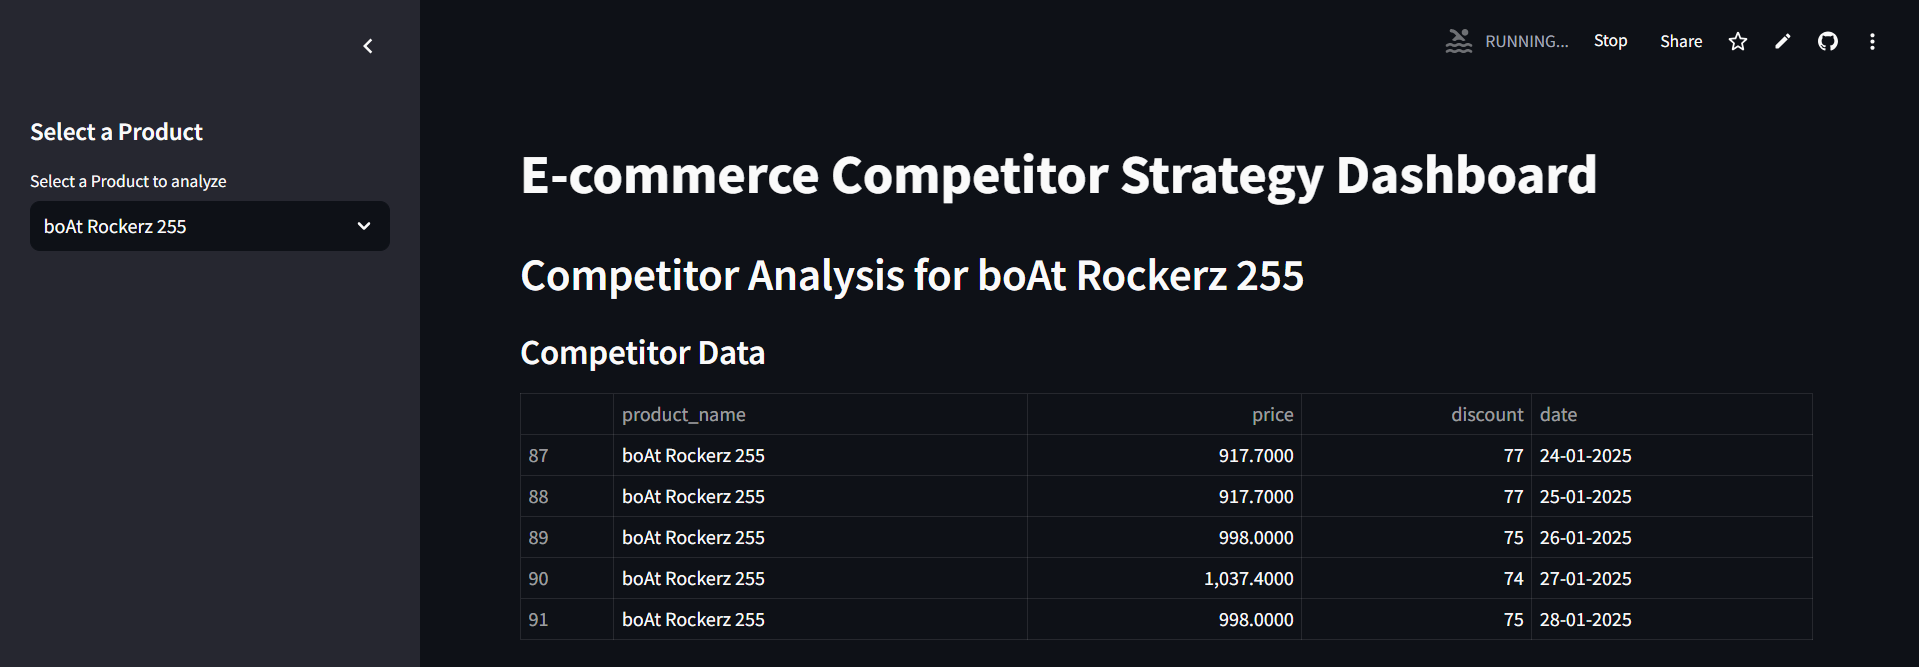 RUNNING... Stop Share
Select a Product
Select a Product to analyze
boAt Rockerz 255
E-commerce Competitor Strategy Dashboard
Competitor Analysis for boAt Rockerz 255
Competitor Data
product_name price discount date
87 boAt Rockerz 255 917.7000 77 24-01-2025
88 boAt Rockerz 255 917.7000 77 25-01-2025
89 boAt Rockerz 255 998.0000 75 26-01-2025
90 boAt Rockerz 255 1,037.4000 74 27-01-2025
91 boAt Rockerz 255 998.0000 75 28-01-2025